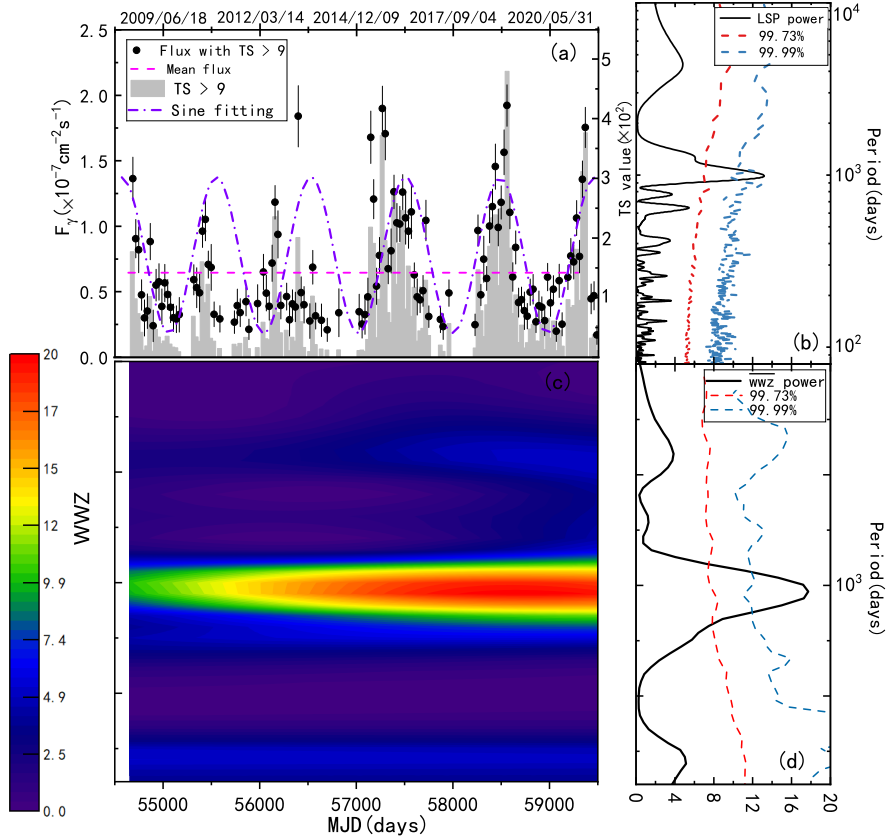 2009/06/18 2012/03/14 2014/12/09 2017/09/04 2020/05/31
2.5
2.0
1.5
1.0
0.5
0.0
Fγ(×10⁻⁷cm⁻²s⁻¹)
Flux with TS > 9
Mean flux
TS > 9
Sine fitting
(a)
5
4
3
2
1
0
TS value(×10²)
LSP power
99.73%
99.99%
(b)
10⁴
10³
10²
Period(days)
20
17
15
12
9.9
7.4
4.9
2.5
0.0
WWZ
(c)
55000 56000 57000 58000 59000
MJD(days)
wwz power
99.73%
99.99%
(d)
10³
Period(days)
0 4 8 12 16 20